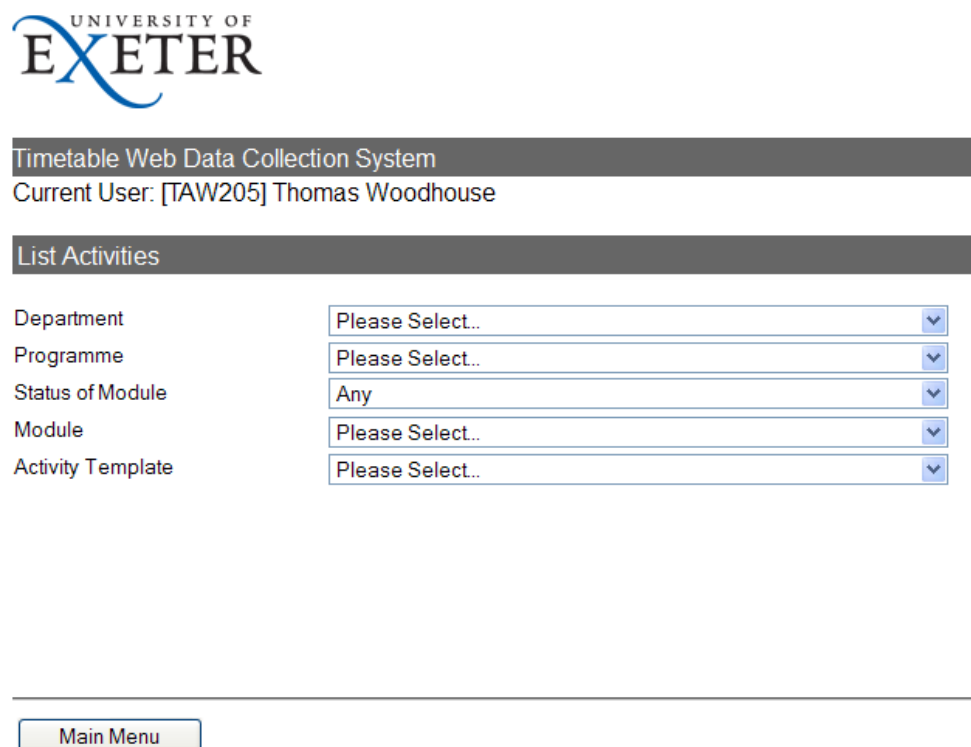 UNIVERSITY OF
EXETER
Timetable Web Data Collection System
Current User: [TAW205] Thomas Woodhouse
List Activities
Department Please Select...
Programme Please Select...
Status of Module Any
Module Please Select...
Activity Template Please Select...
Main Menu